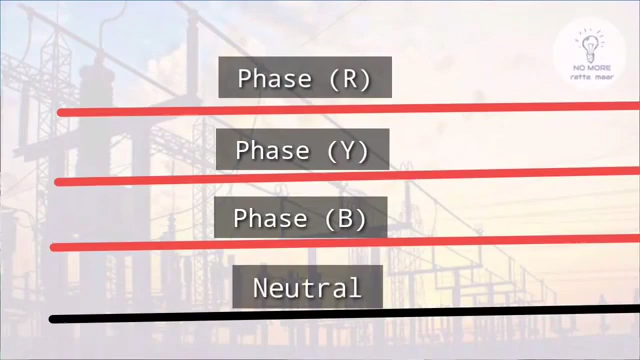 Phase (R)
NO MORE
ratta maar
Phase (Y)
Phase (B)
Neutral